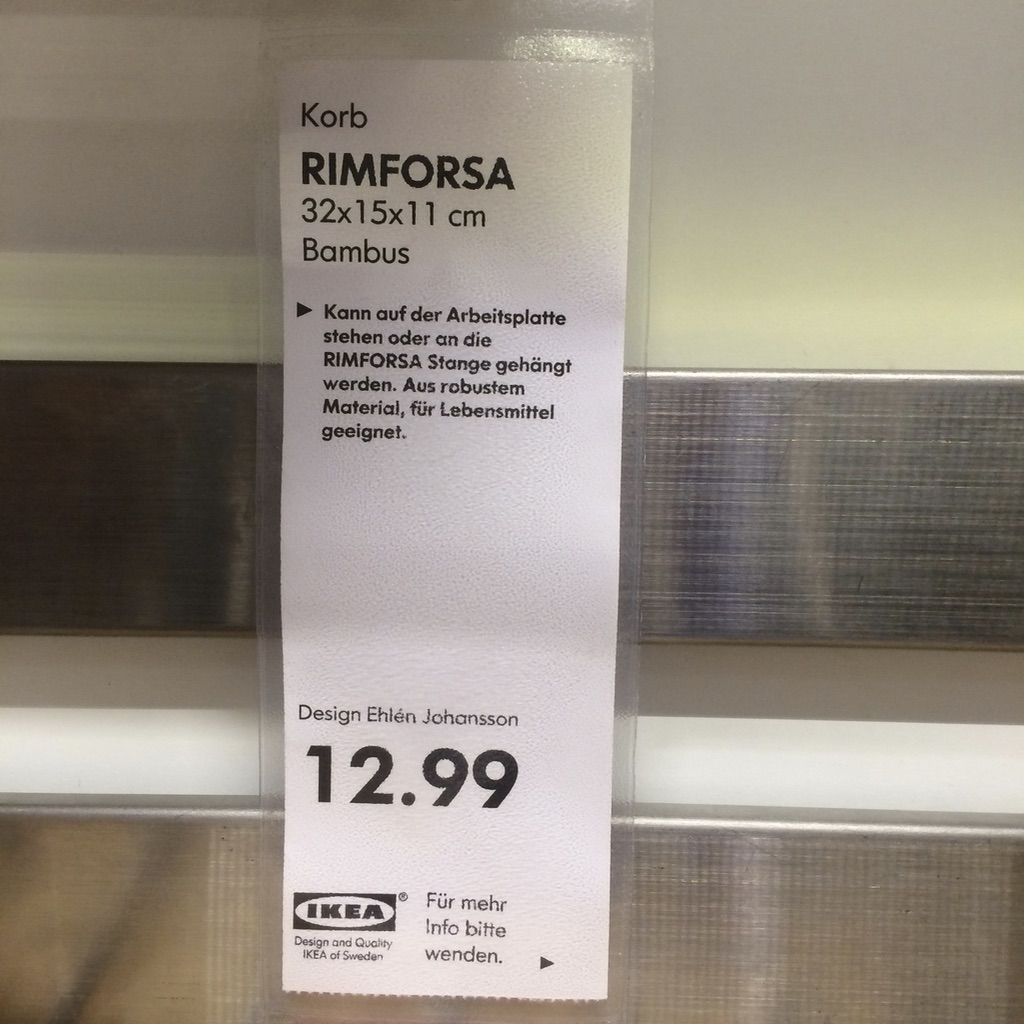 Korb
RIMFORSA
32x15x11 cm
Bambus
► Kann auf der Arbeitsplatte
stehen oder an die
RIMFORSA Stange gehängt
werden. Aus robustem
Material, für Lebensmittel
geeignet.
Design Ehlén Johansson
12.99
IKEA®
Design and Quality
IKEA of Sweden
Für mehr
Info bitte
wenden. ►